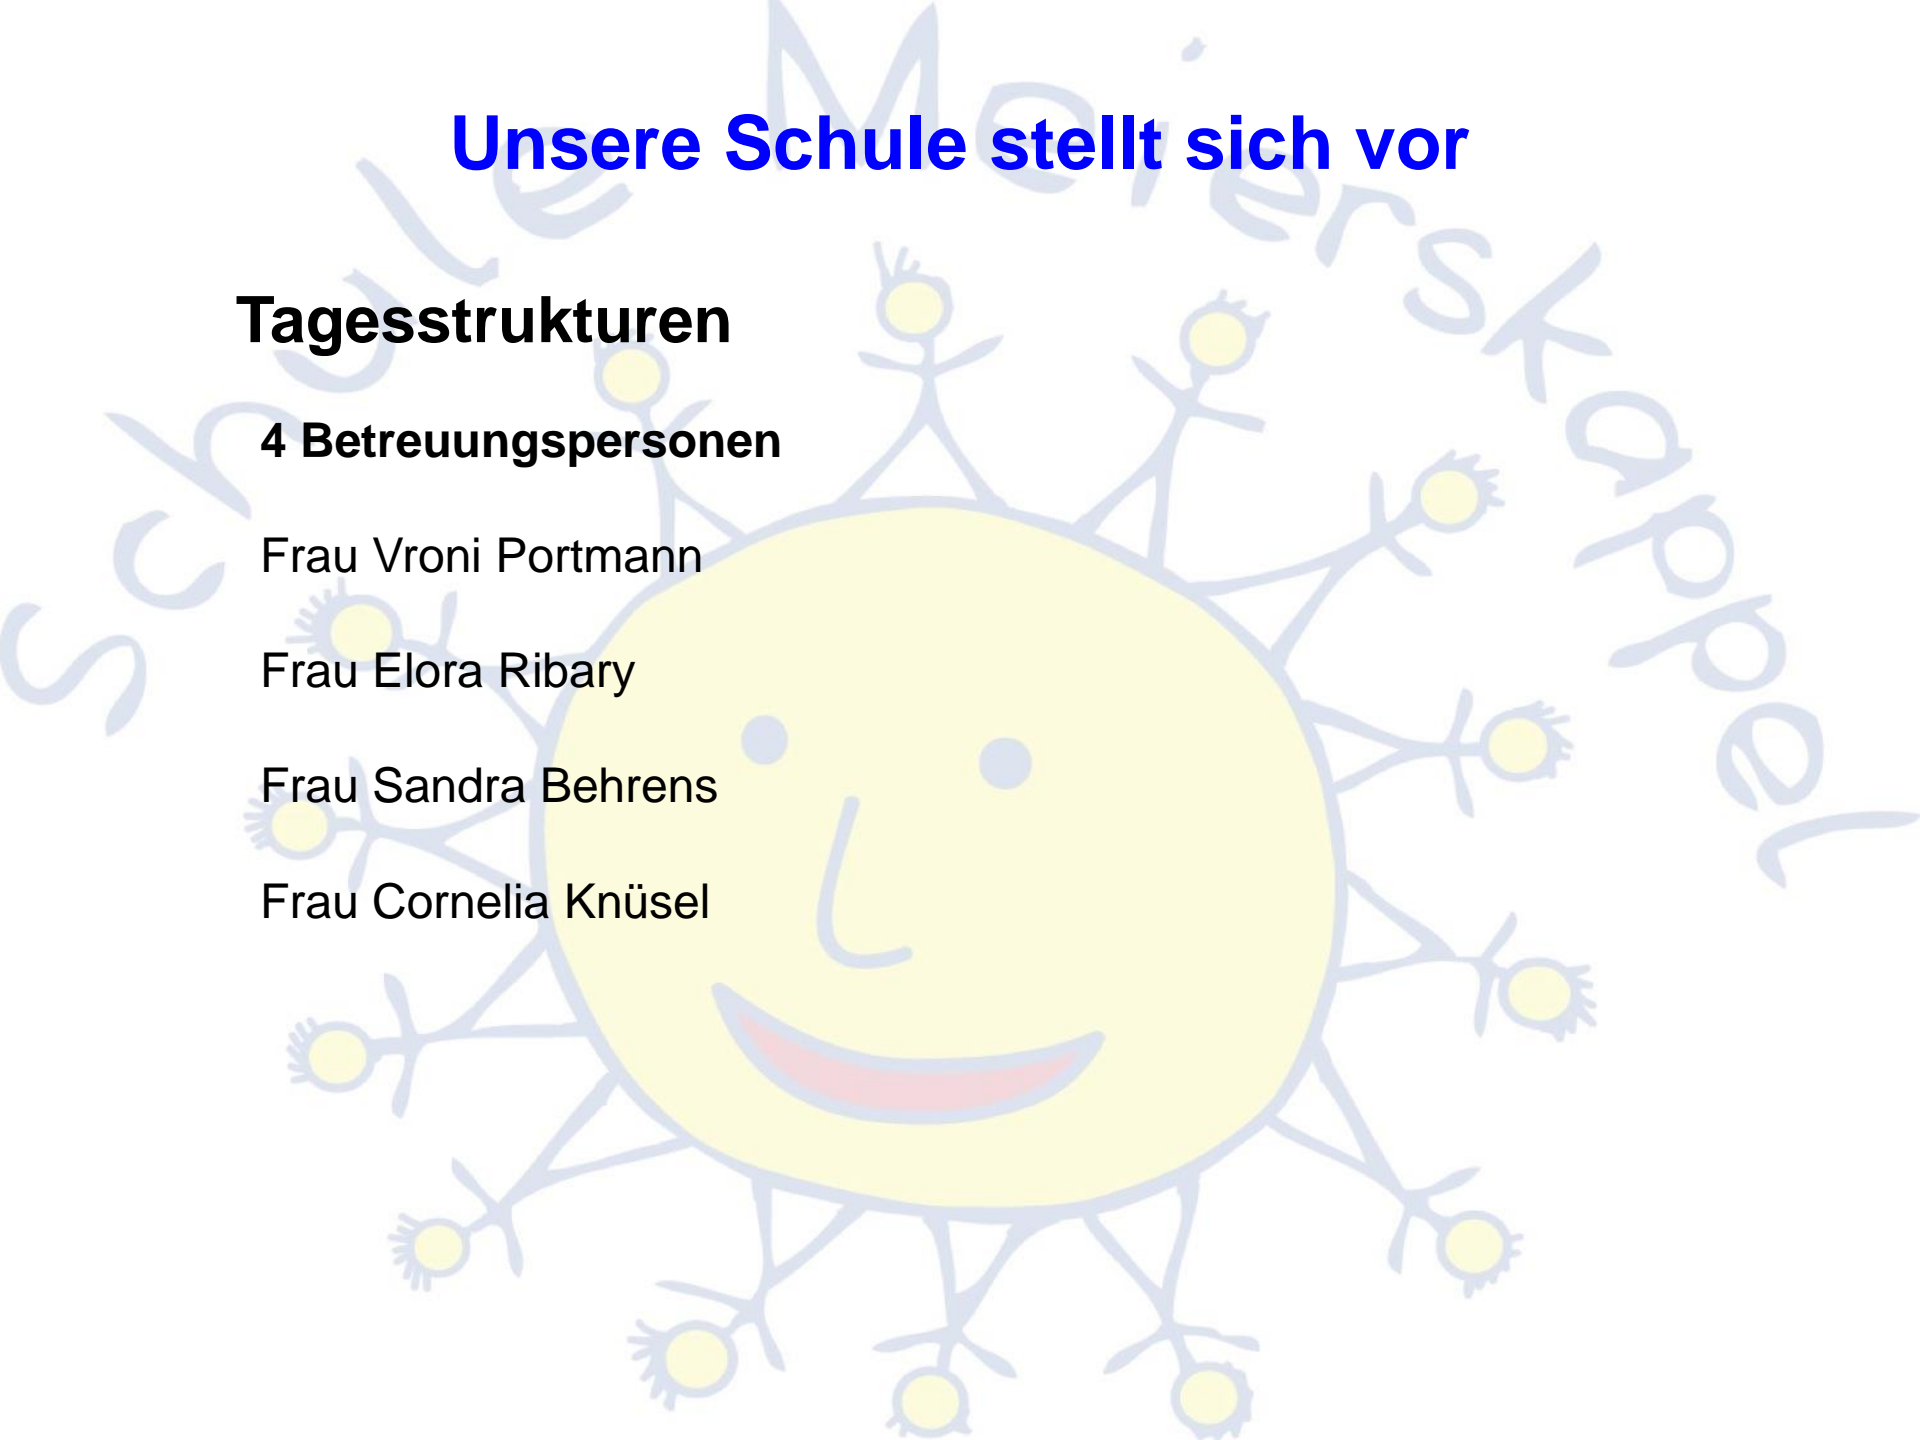 Schule Meierskappel
Unsere Schule stellt sich vor
Tagesstrukturen
4 Betreuungspersonen
Frau Vroni Portmann
Frau Elora Ribary
Frau Sandra Behrens
Frau Cornelia Knüsel